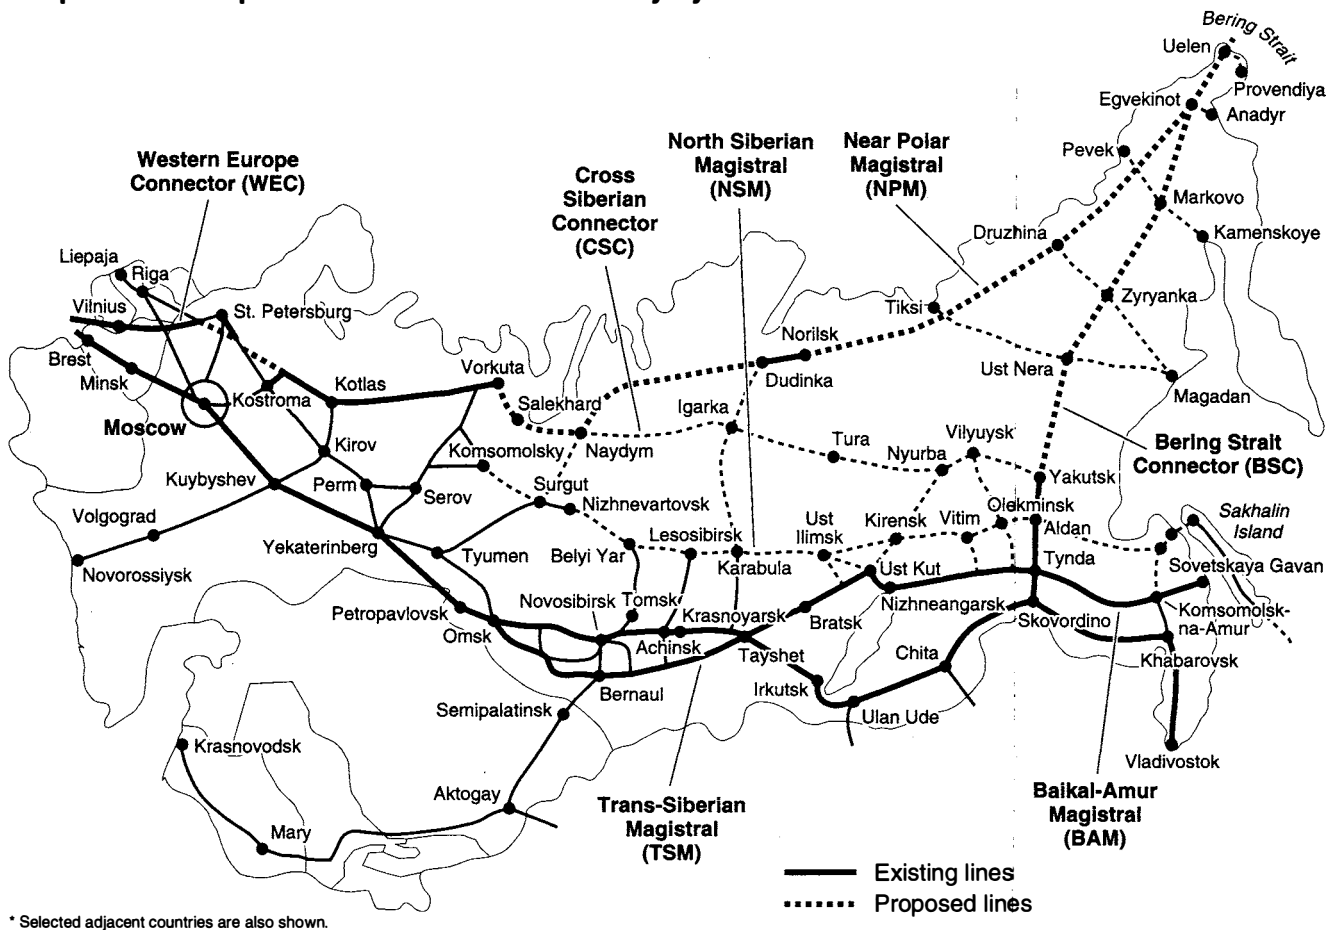 Bering Strait
Uelen
Provendiya
Egvekinot
Anadyr
North Siberian
Magistral
(NSM)
Near Polar
Magistral
(NPM)
Pevek
Western Europe
Connector (WEC)
Cross
Siberian
Connector
(CSC)
Markovo
Druzhina
Kamenskoye
Liepaja
Riga
Vilnius
St. Petersburg
Tiksi
Zyryanka
Norilsk
Brest
Minsk
Vorkuta
Kotlas
Dudinka
Ust Nera
Kostroma
Salekhard
Igarka
Magadan
Moscow
Kirov
Komsomolsky
Naydym
Tura
Vilyuysk
Nyurba
Bering Strait
Connector (BSC)
Kuybyshev
Perm
Serov
Surgut
Yakutsk
Nizhnevartovsk
Olekminsk
Sakhalin
Island
Volgograd
Lesosibirsk
Ust
Ilimsk
Kirensk
Vitim
Aldan
Yekaterinberg
Tyumen
Belyi Yar
Karabula
Tynda
Novorossiysk
Ust Kut
Sovetskaya Gavan
Petropavlovsk
Novosibirsk
Tomsk
Krasnoyarsk
Nizhneangarsk
Komsomolsk-
na-Amur
Omsk
Bratsk
Skovordino
Achinsk
Tayshet
Chita
Khabarovsk
Bernaul
Irkutsk
Semipalatinsk
Ulan Ude
Krasnovodsk
Vladivostok
Aktogay
Trans-Siberian
Magistral
(TSM)
Baikal-Amur
Magistral
(BAM)
Mary
Existing lines
Proposed lines
* Selected adjacent countries are also shown.